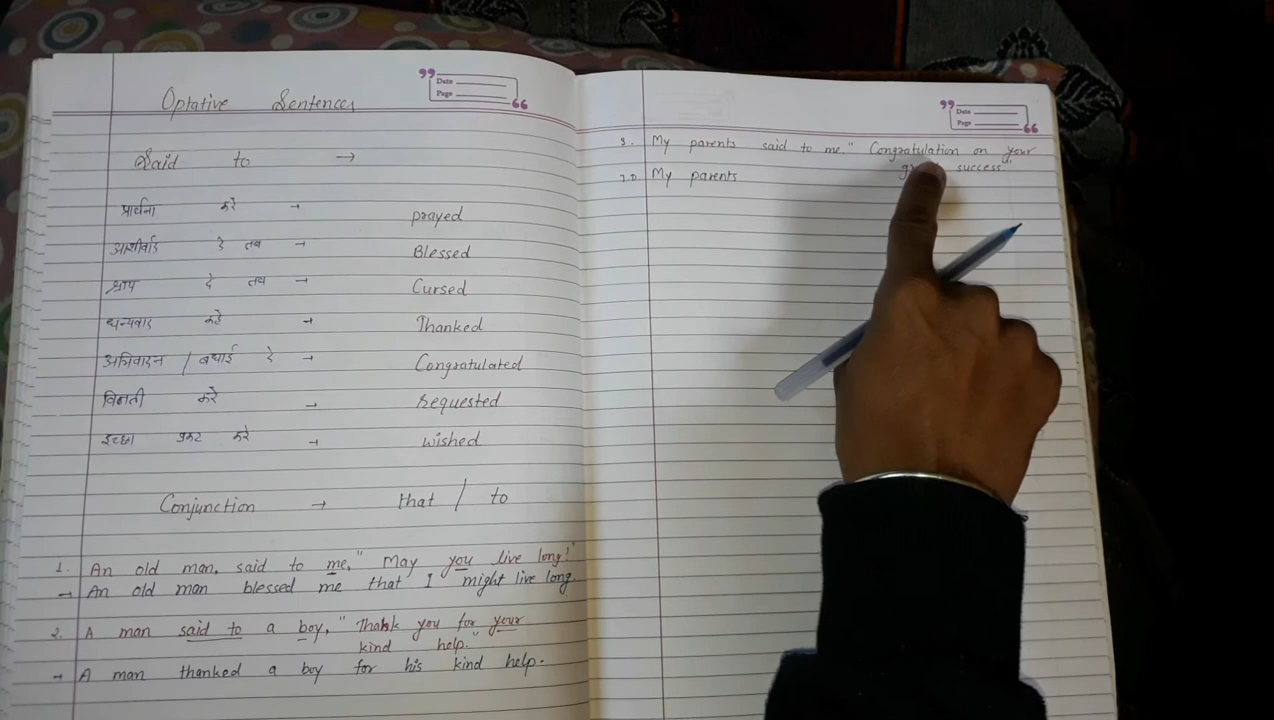 Date
Page
Optative Sentences
Said to →
प्रार्थना करे → prayed
आशीर्वाद दे तब → Blessed
श्राप दे तब → Cursed
धन्यवाद करे → Thanked
अभिवादन / बधाई दे → Congratulated
विनती करे → Requested
इच्छा प्रकट करे → wished
Conjunction → that / to
1. An old man, said to me, " May you live long!"
→ An old man blessed me that I might live long.
2. A man said to a boy, " Thank you for your
kind help."
→ A man thanked a boy for his kind help.
Date
Page
3. My parents said to me." Congratulation on your
success"
My parents